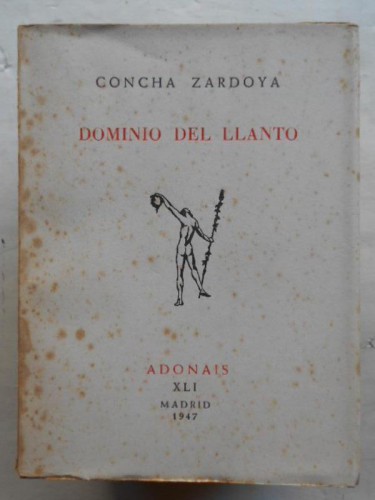 CONCHA ZARDOYA
DOMINIO DEL LLANTO
ADONAIS
XLI
MADRID
1947